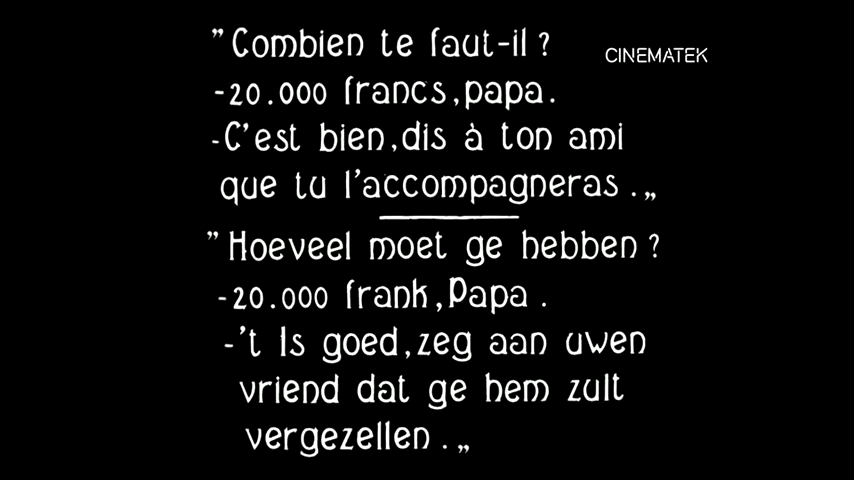 "Combien te faut-il ?
CINEMATEK
-20.000 francs,papa.
-C'est bien,dis à ton ami
que tu l'accompagneras .„
"Hoeveel moet ge hebben ?
-20.000 frank,Papa .
-'t Is goed,zeg aan uwen
vriend dat ge hem zult
vergezellen .„